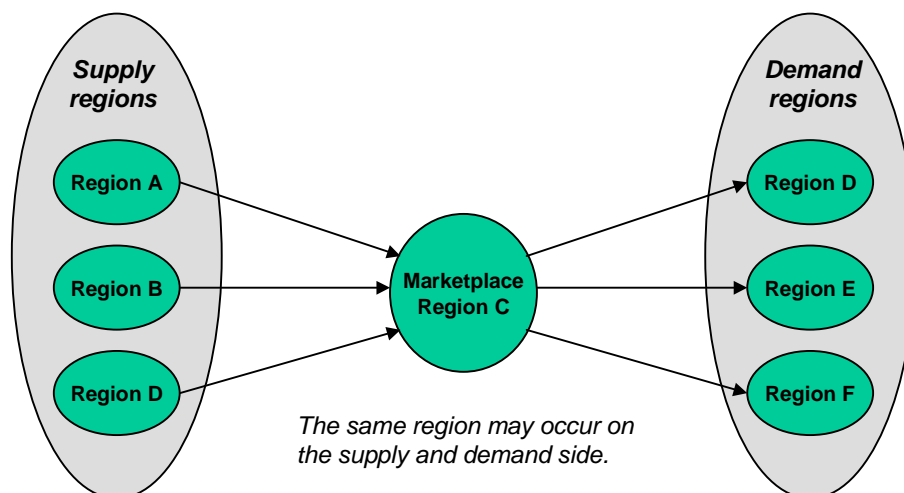 Supply
regions
Region A
Region B
Region D
Marketplace
Region C
Demand
regions
Region D
Region E
Region F
The same region may occur on
the supply and demand side.